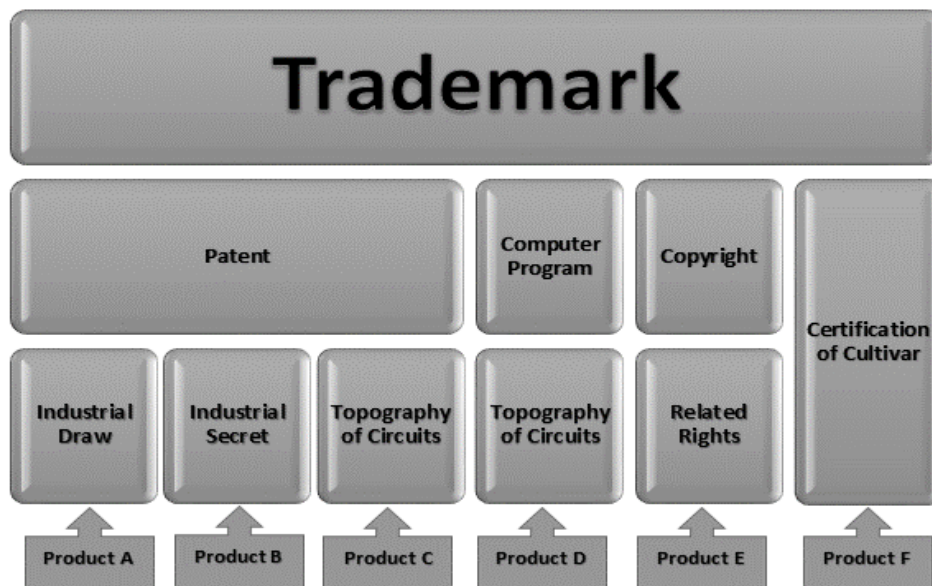 Trademark
Patent
Computer
Program
Copyright
Certification
of Cultivar
Industrial
Draw
Industrial
Secret
Topography
of Circuits
Topography
of Circuits
Related
Rights
Product A
Product B
Product C
Product D
Product E
Product F